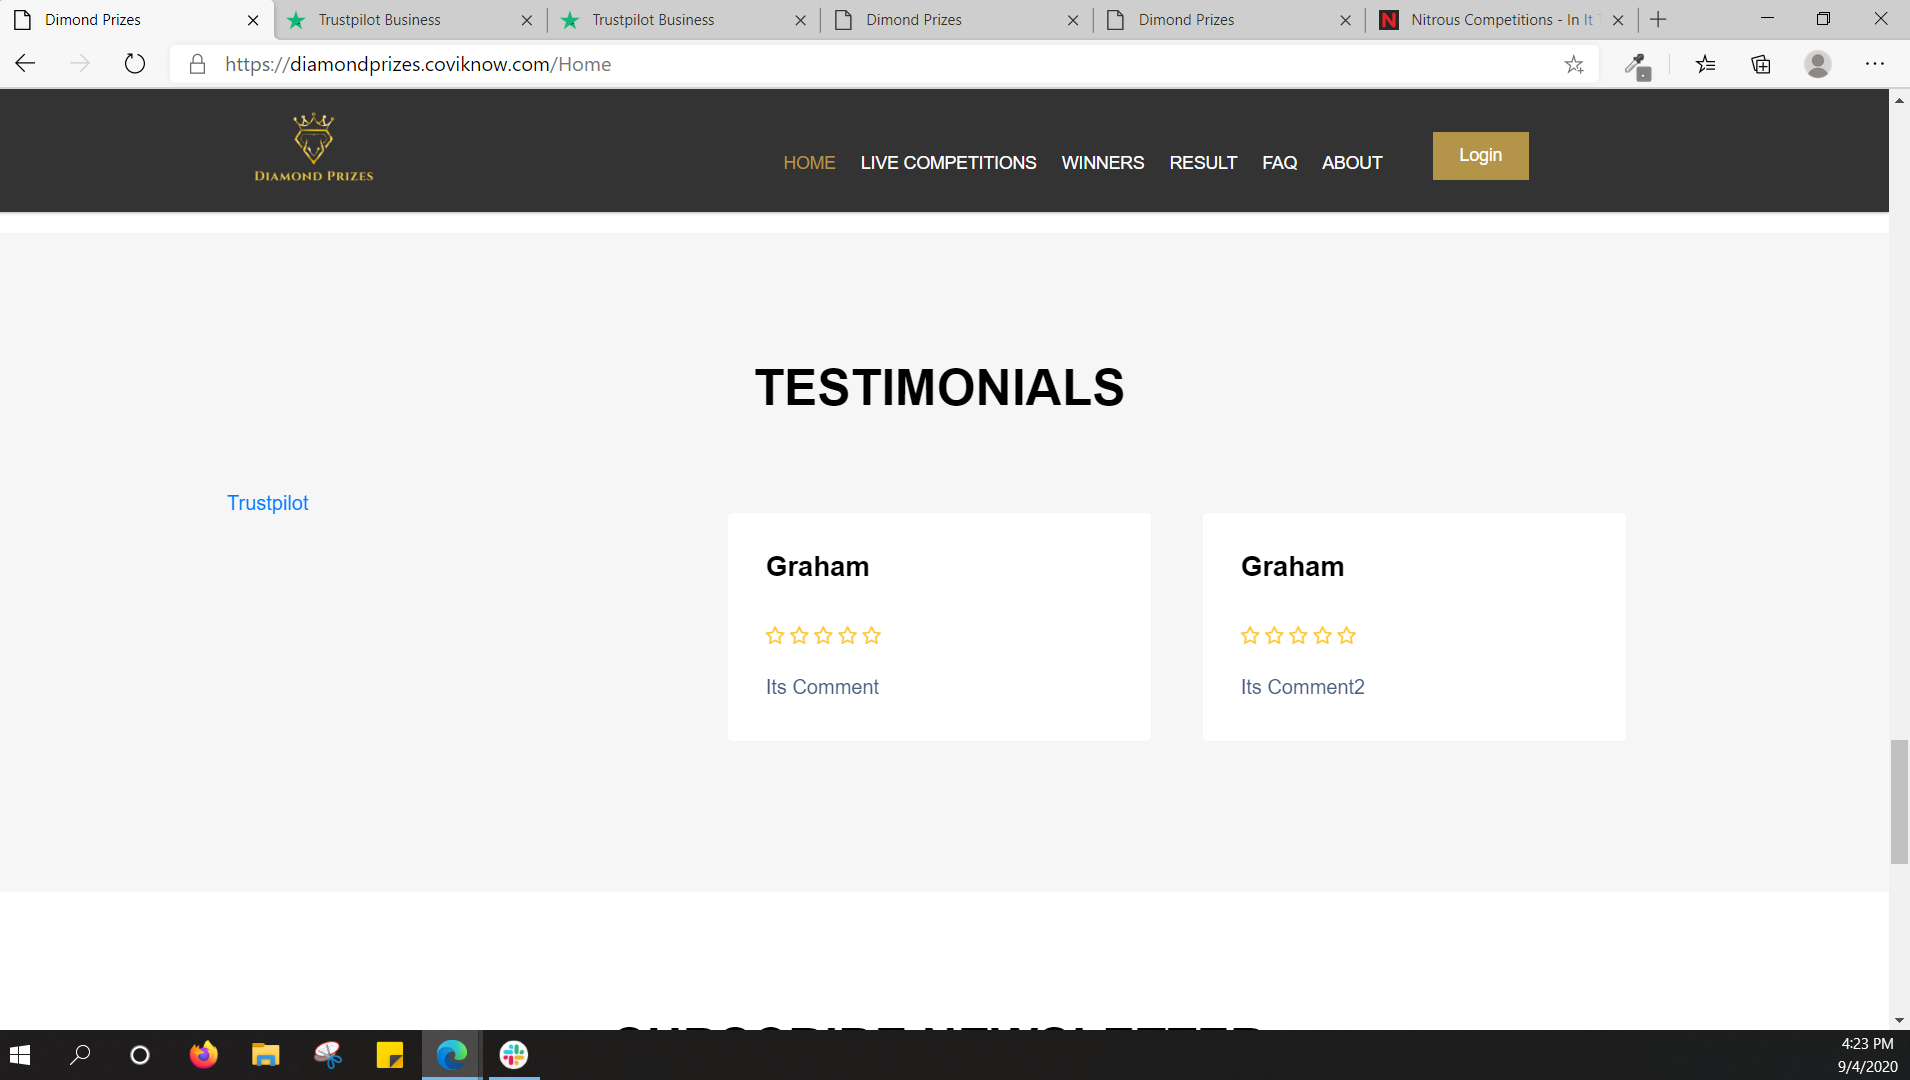 Dimond Prizes
Trustpilot Business
Trustpilot Business
Dimond Prizes
Dimond Prizes
Nitrous Competitions - In It
https://diamondprizes.coviknow.com/Home
DIAMOND PRIZES
HOME LIVE COMPETITIONS WINNERS RESULT FAQ ABOUT
Login
TESTIMONIALS
Trustpilot
Graham
Its Comment
Graham
Its Comment2
SUBSCRIBE NEWSLETTER
4:23 PM
9/4/2020